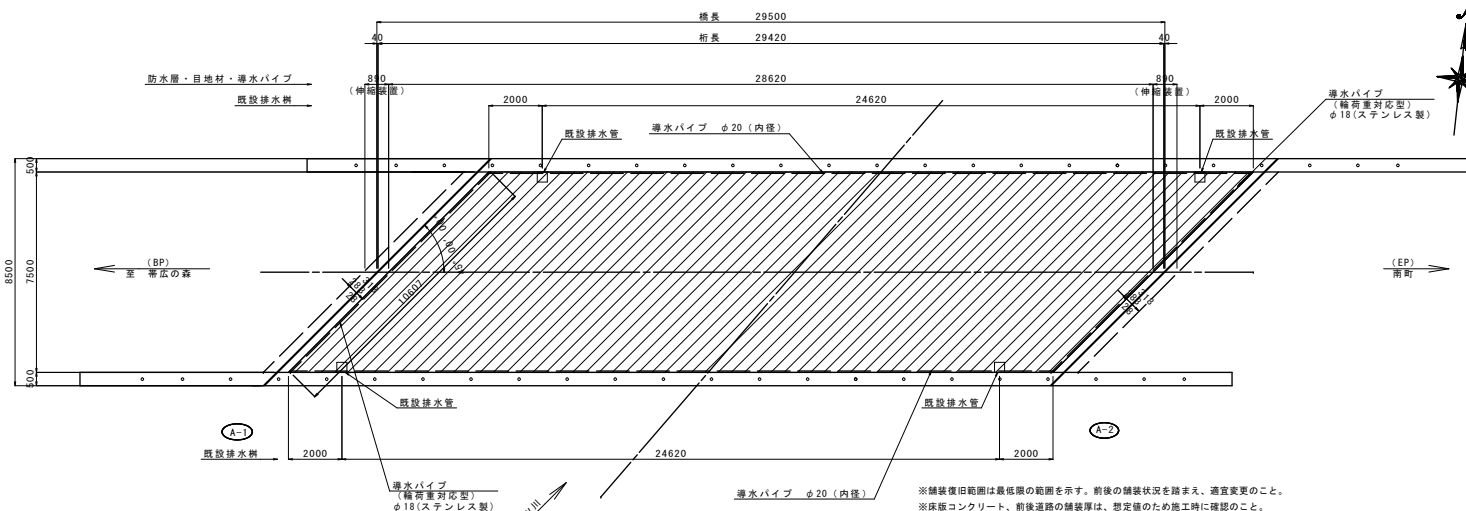 橋長 29500
40 桁長 29420 40
防水層・目地材・導水パイプ 890 28620 890
(伸縮装置) (伸縮装置)
既設排水桝 2000 24620 2000
導水パイプ
(輪荷重対応型)
φ18(ステンレス製)
既設排水管 導水パイプ φ20(内径) 既設排水管
500
8500
7500
500
(BP)
至 帯広の森
(EP)
南町
10607
318
28
318
28
既設排水管 既設排水管
A-1 A-2
既設排水桝 2000 24620 2000
導水パイプ
(輪荷重対応型)
φ18(ステンレス製)
導水パイプ φ20(内径)
※舗装復旧範囲は最低限の範囲を示す。前後の舗装状況を踏まえ、適宜変更のこと。
※床版コンクリート、前後道路の舗装厚は、想定値のため施工時に確認のこと。